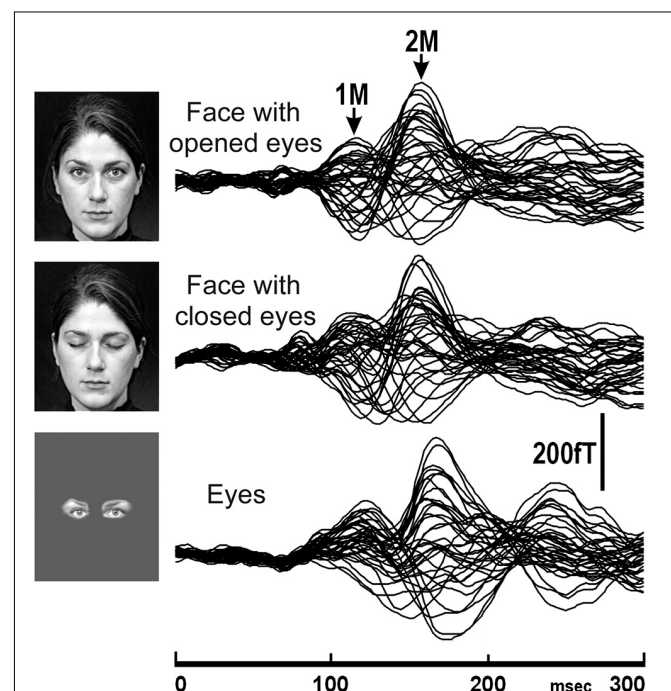 2M
1M
Face with
opened eyes
Face with
closed eyes
200fT
Eyes
0 100 200 msec 300